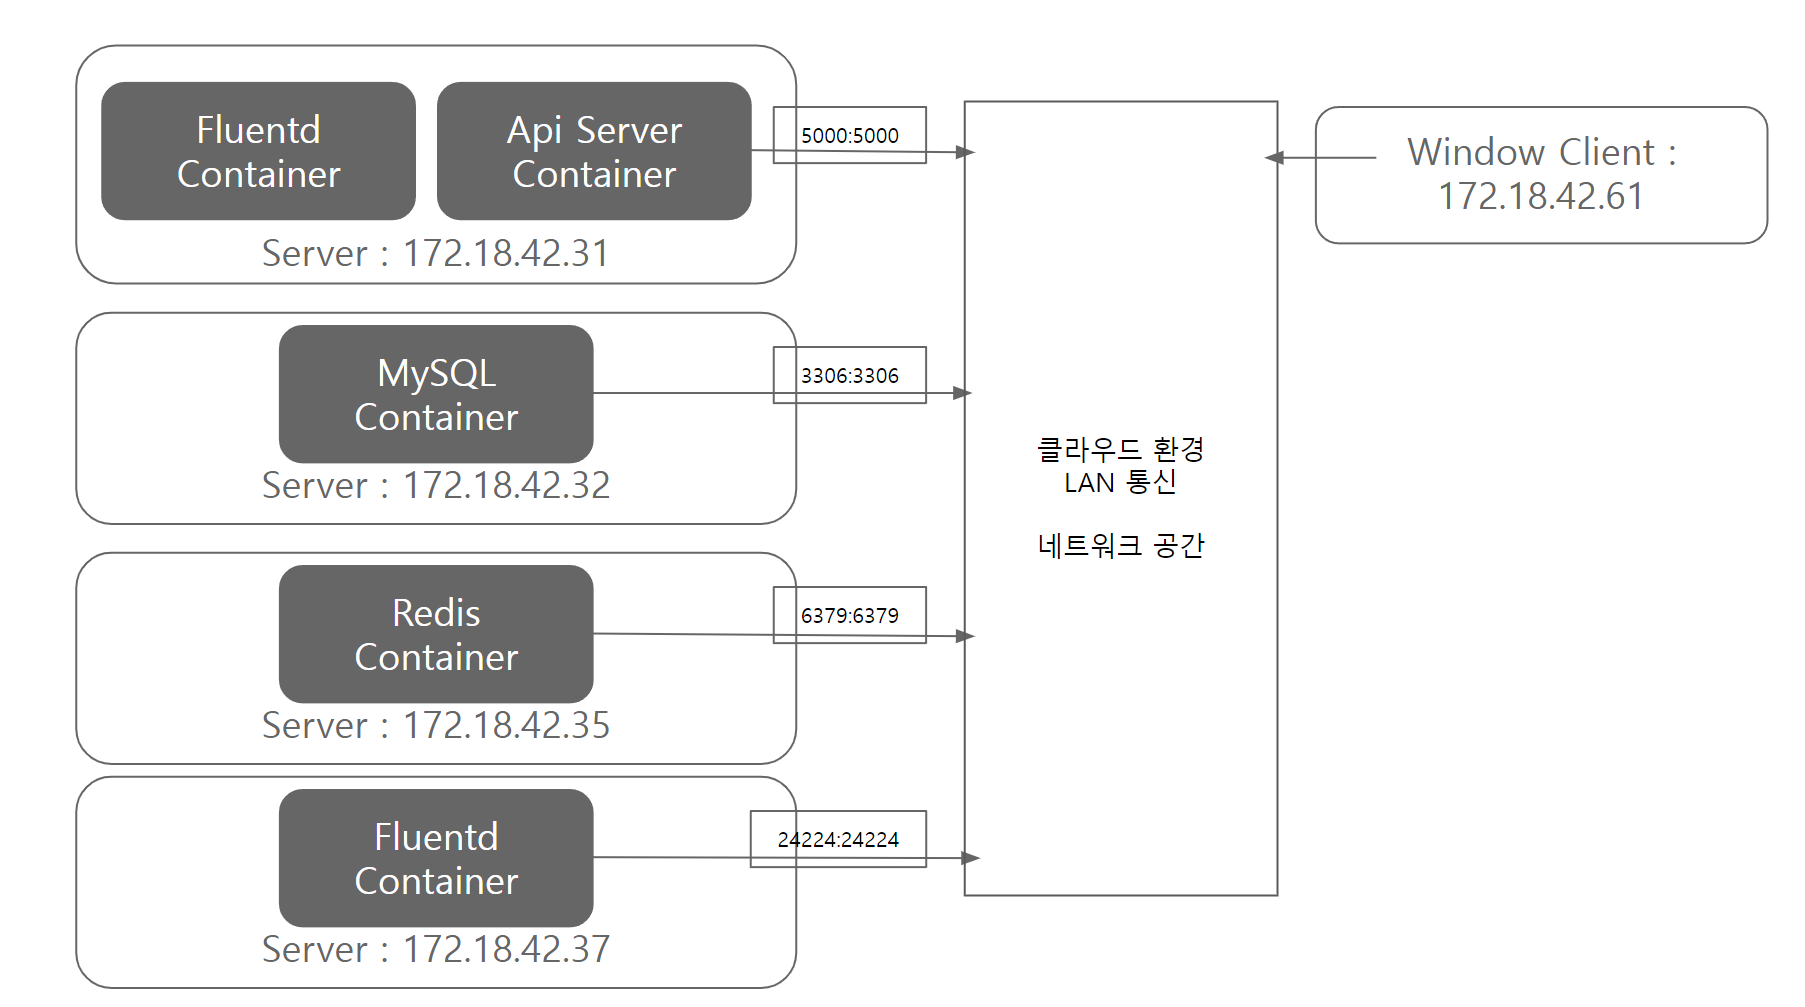 Fluentd
Container
Api Server
Container
Server : 172.18.42.31
5000:5000
MySQL
Container
Server : 172.18.42.32
3306:3306
Redis
Container
Server : 172.18.42.35
6379:6379
Fluentd
Container
Server : 172.18.42.37
24224:24224
클라우드 환경
LAN 통신
네트워크 공간
Window Client :
172.18.42.61